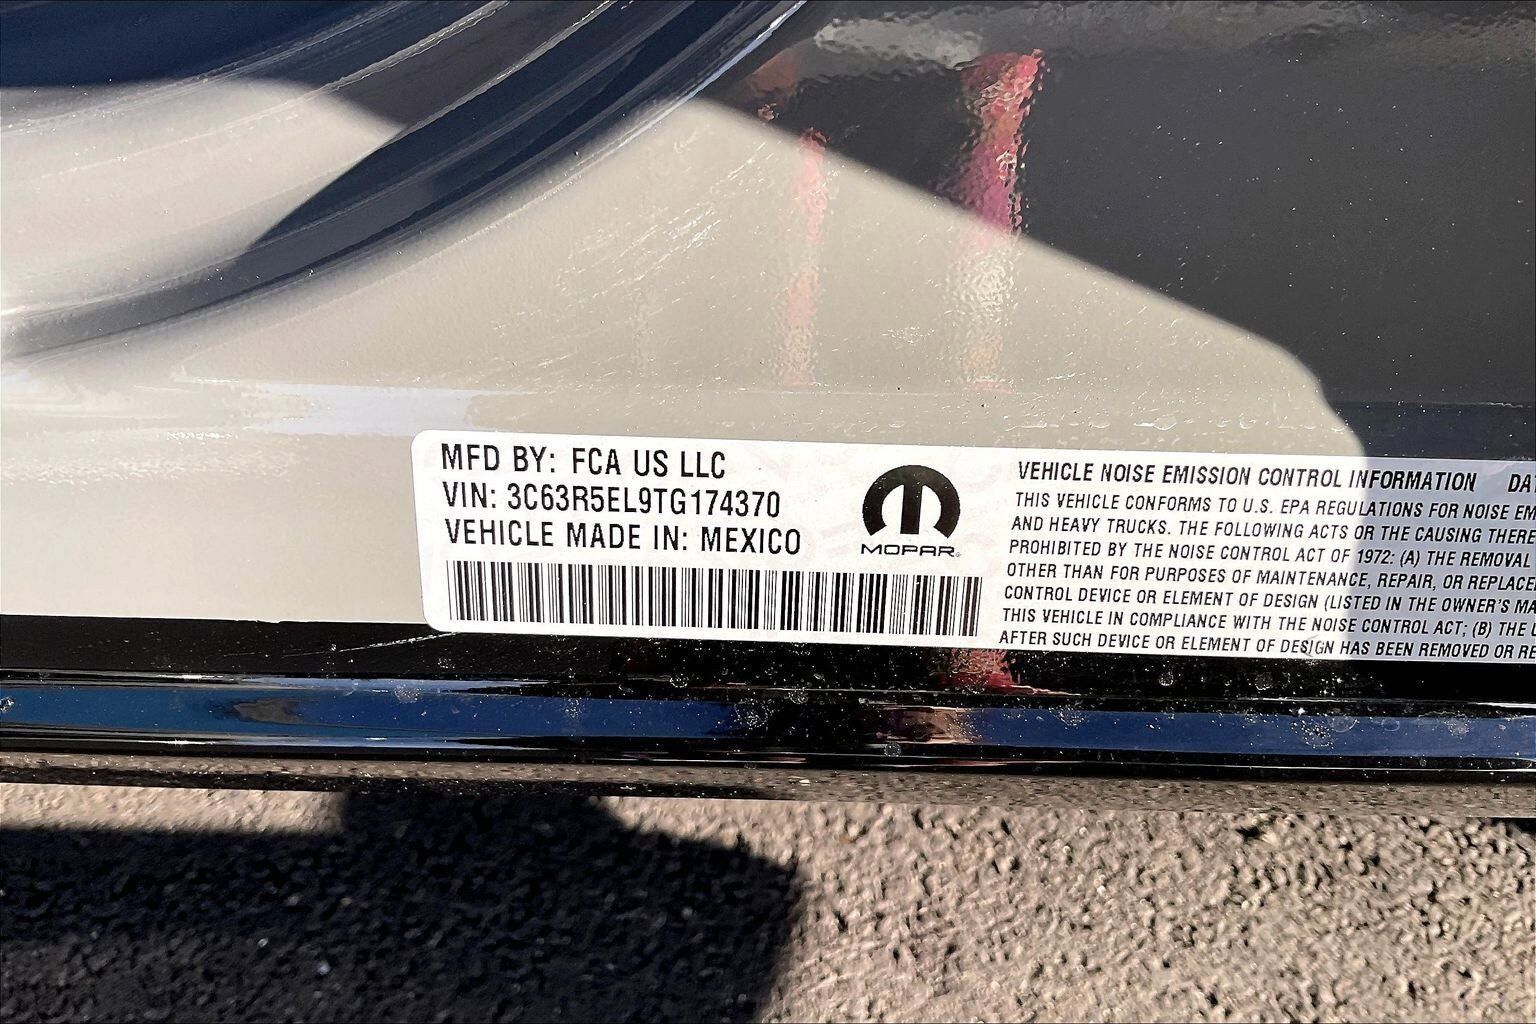 MFD BY: FCA US LLC
VIN: 3C63R5EL9TG174370
VEHICLE MADE IN: MEXICO
MOPAR
VEHICLE NOISE EMISSION CONTROL INFORMATION
THIS VEHICLE CONFORMS TO U.S. EPA REGULATIONS FOR NOISE
AND HEAVY TRUCKS. THE FOLLOWING ACTS OR THE CAUSING
PROHIBITED BY THE NOISE CONTROL ACT OF 1972: (A) THE REMOVAL
OTHER THAN FOR PURPOSES OF MAINTENANCE, REPAIR, OR
CONTROL DEVICE OR ELEMENT OF DESIGN (LISTED IN THE OWNER'S
THIS VEHICLE IN COMPLIANCE WITH THE NOISE CONTROL ACT; (B) THE
AFTER SUCH DEVICE OR ELEMENT OF DESIGN HAS BEEN REMOVED OR